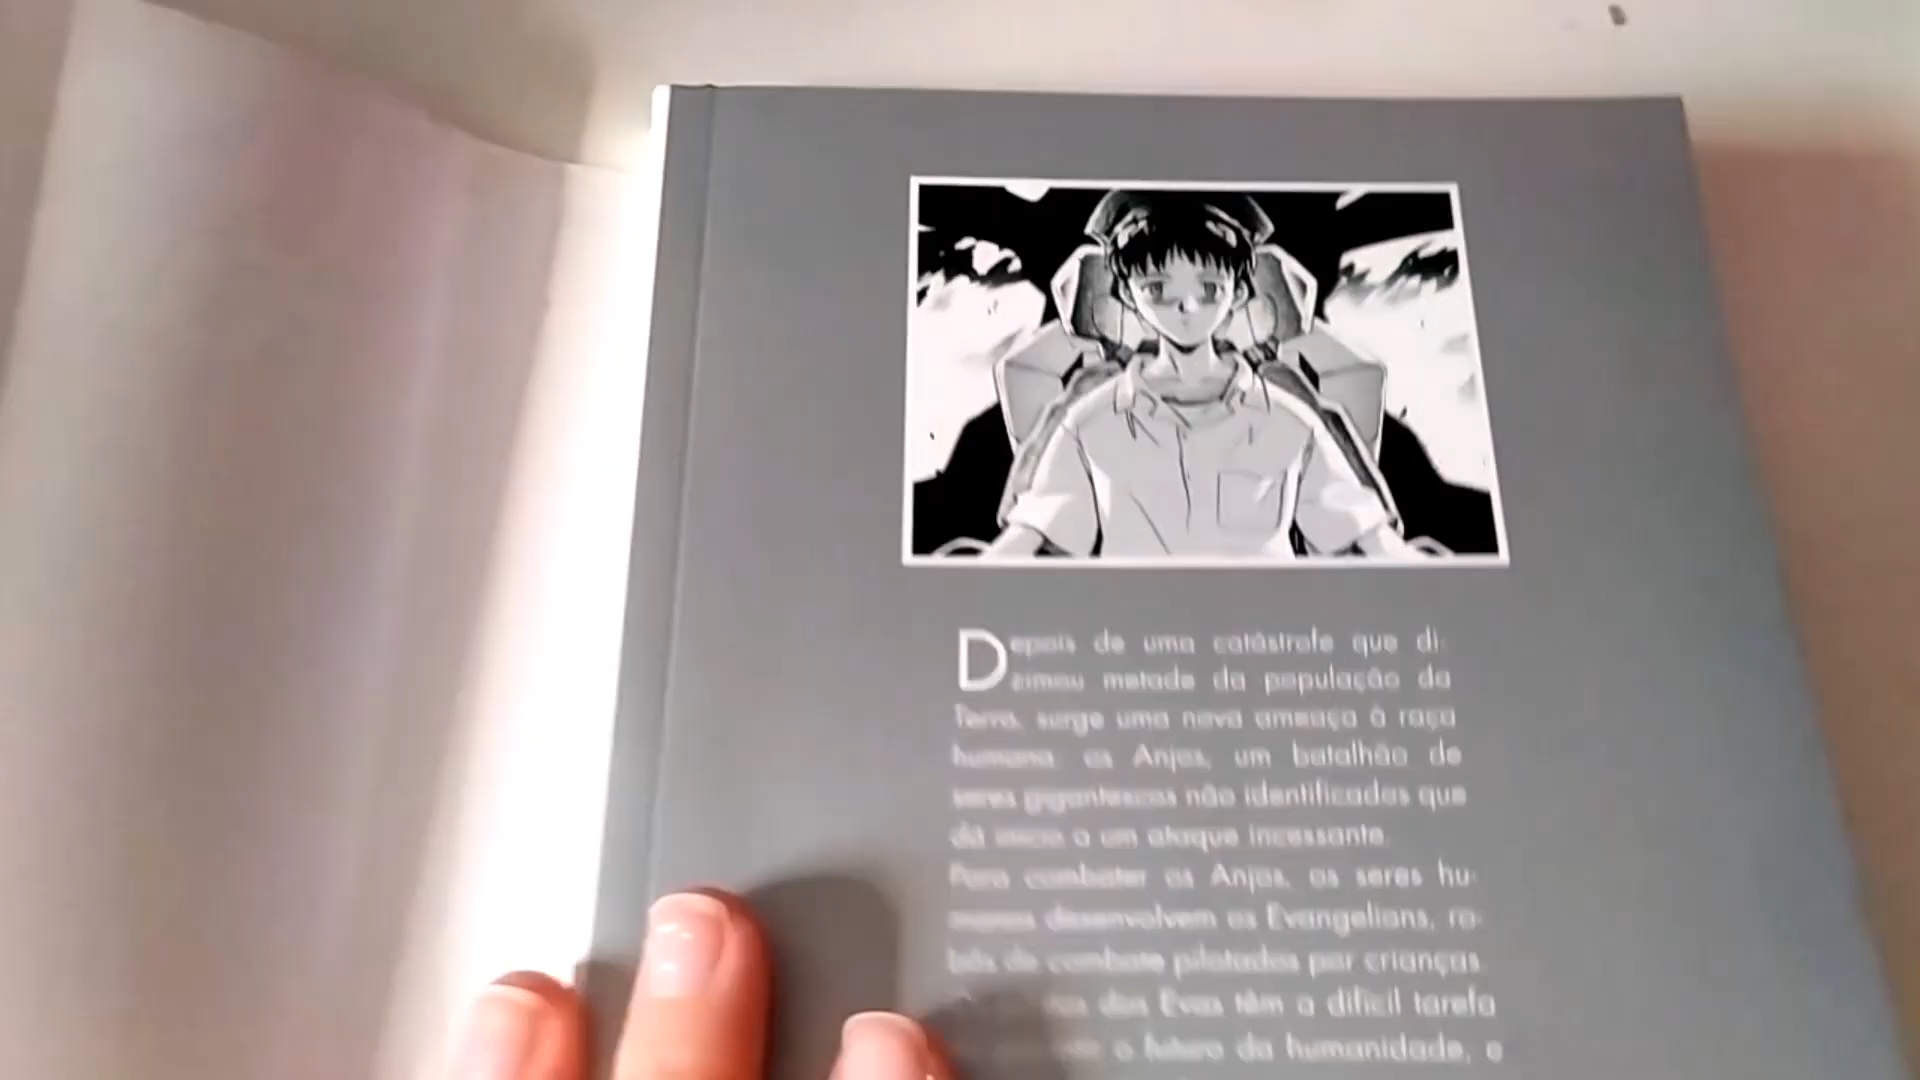 Depois de uma catástrofe que di-
zimou metade da população da
Terra, surge uma nova ameaça à raça
humana: os Anjos, um batalhão de
seres gigantescos não identificados que
dá início a um ataque incessante.
Para combater os Anjos, os seres hu-
manos desenvolvem os Evangelions, ro-
bôs de combate pilotados por crianças.
dos Evas têm a difícil tarefa
o futuro da humanidade, e